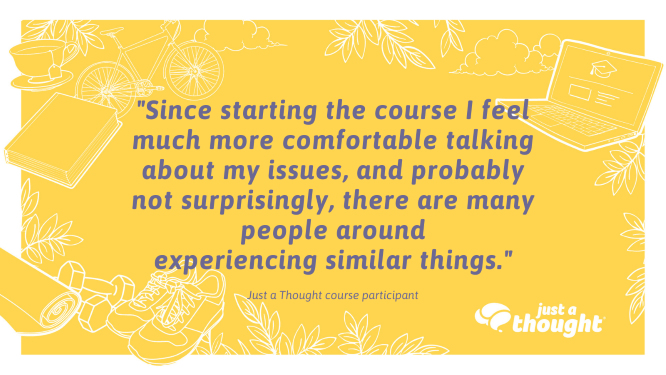 "Since starting the course I feel
much more comfortable talking
about my issues, and probably
not surprisingly, there are many
people around
experiencing similar things."
Just a Thought course participant
just a
thought